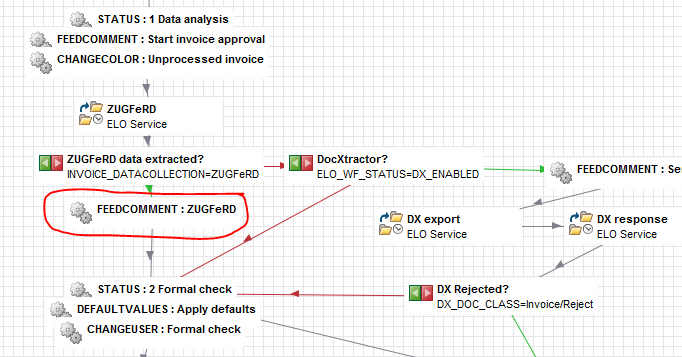 STATUS : 1 Data analysis
FEEDCOMMENT : Start invoice approval
CHANGECOLOR : Unprocessed invoice
ZUGFeRD
ELO Service
ZUGFeRD data extracted?
INVOICE_DATACOLLECTION=ZUGFeRD
DocXtractor?
ELO_WF_STATUS=DX_ENABLED
FEEDCOMMENT : Se
FEEDCOMMENT : ZUGFeRD
DX export
ELO Service
DX response
ELO Service
STATUS : 2 Formal check
DEFAULTVALUES : Apply defaults
CHANGEUSER : Formal check
DX Rejected?
DX_DOC_CLASS=Invoice/Reject